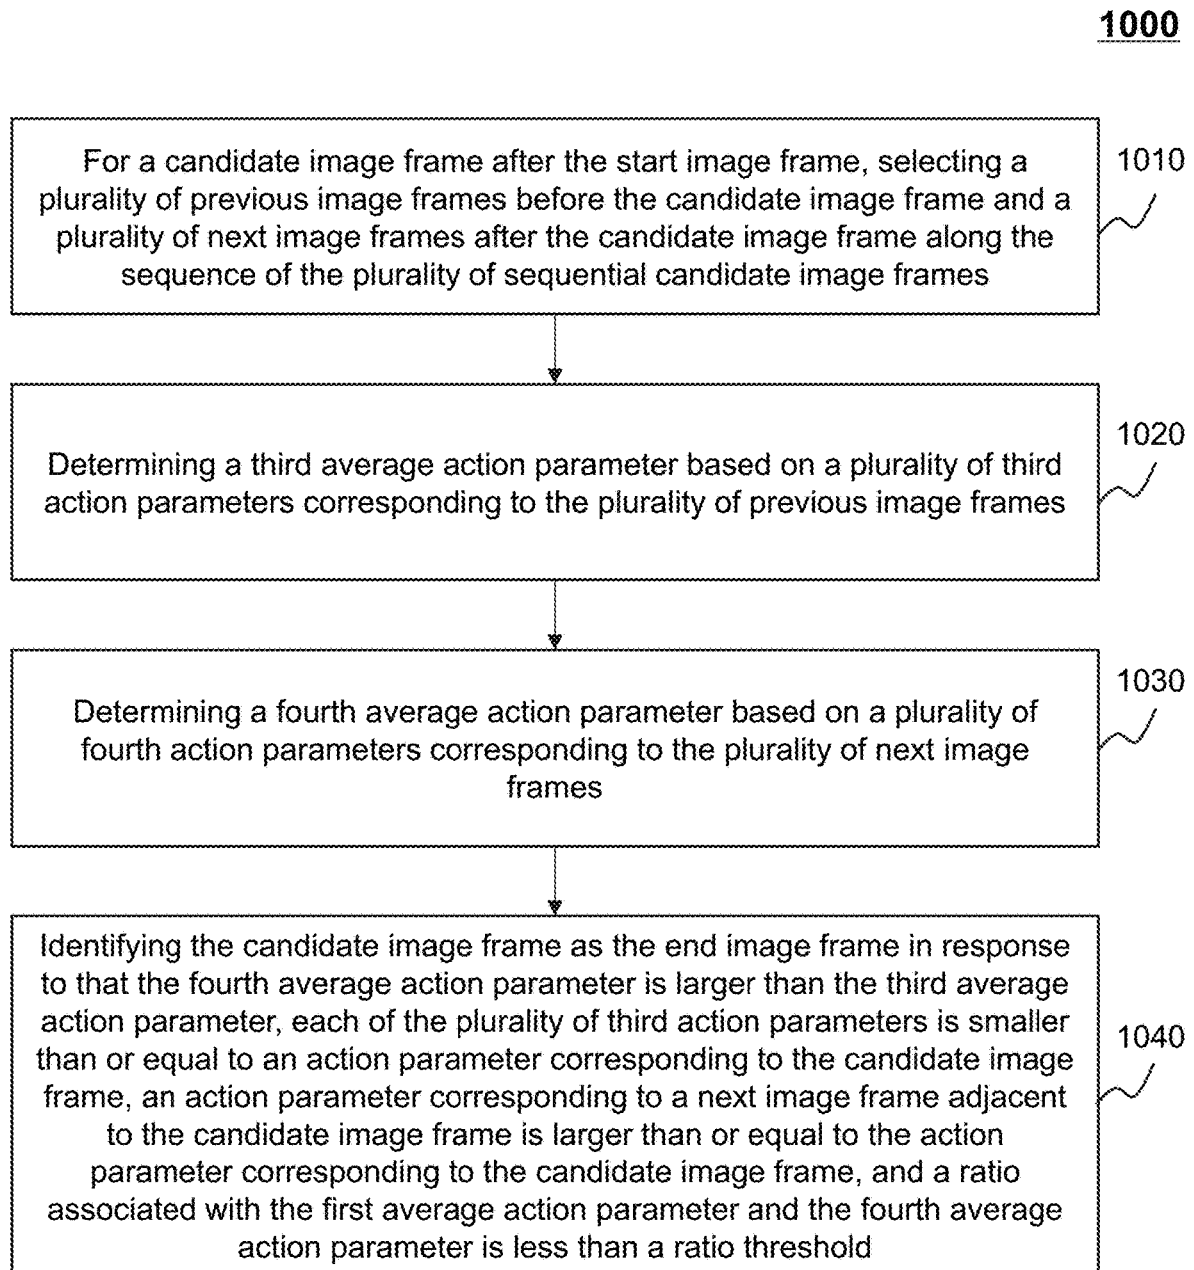 1000
For a candidate image frame after the start image frame, selecting a
plurality of previous image frames before the candidate image frame and a
plurality of next image frames after the candidate image frame along the
sequence of the plurality of sequential candidate image frames
1010
Determining a third average action parameter based on a plurality of third
action parameters corresponding to the plurality of previous image frames
1020
Determining a fourth average action parameter based on a plurality of
fourth action parameters corresponding to the plurality of next image
frames
1030
Identifying the candidate image frame as the end image frame in response
to that the fourth average action parameter is larger than the third average
action parameter, each of the plurality of third action parameters is smaller
than or equal to an action parameter corresponding to the candidate image
frame, an action parameter corresponding to a next image frame adjacent
to the candidate image frame is larger than or equal to the action
parameter corresponding to the candidate image frame, and a ratio
associated with the first average action parameter and the fourth average
action parameter is less than a ratio threshold
1040